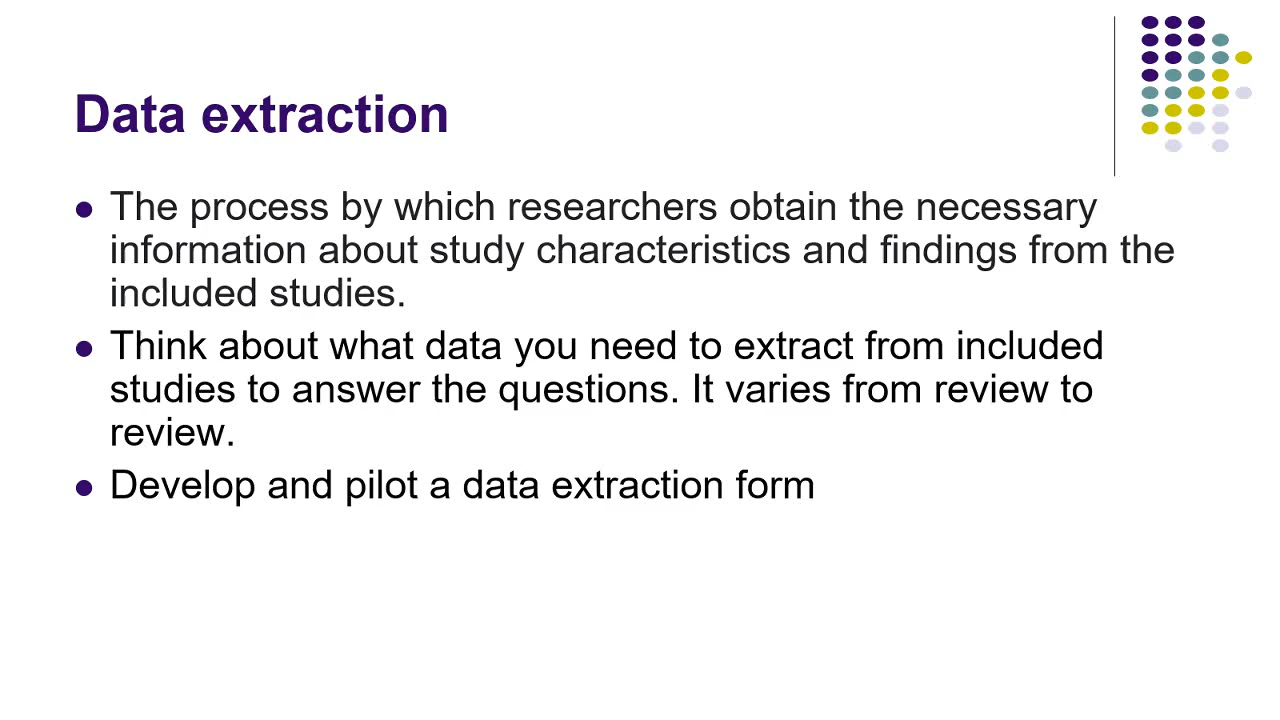 Data extraction
The process by which researchers obtain the necessary
information about study characteristics and findings from the
included studies.
Think about what data you need to extract from included
studies to answer the questions. It varies from review to
review.
Develop and pilot a data extraction form